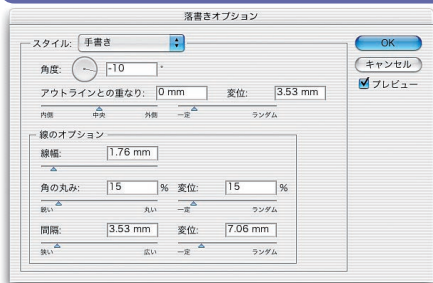 落書きオプション
スタイル: 手書き
OK
キャンセル
プレビュー
角度: -10 °
アウトラインとの重なり: 0 mm 変位: 3.53 mm
内側 中央 外側 一定 ランダム
線のオプション
線幅: 1.76 mm
角の丸み: 15 % 変位: 15 %
鋭い 丸い 一定 ランダム
間隔: 3.53 mm 変位: 7.06 mm
狭い 広い 一定 ランダム